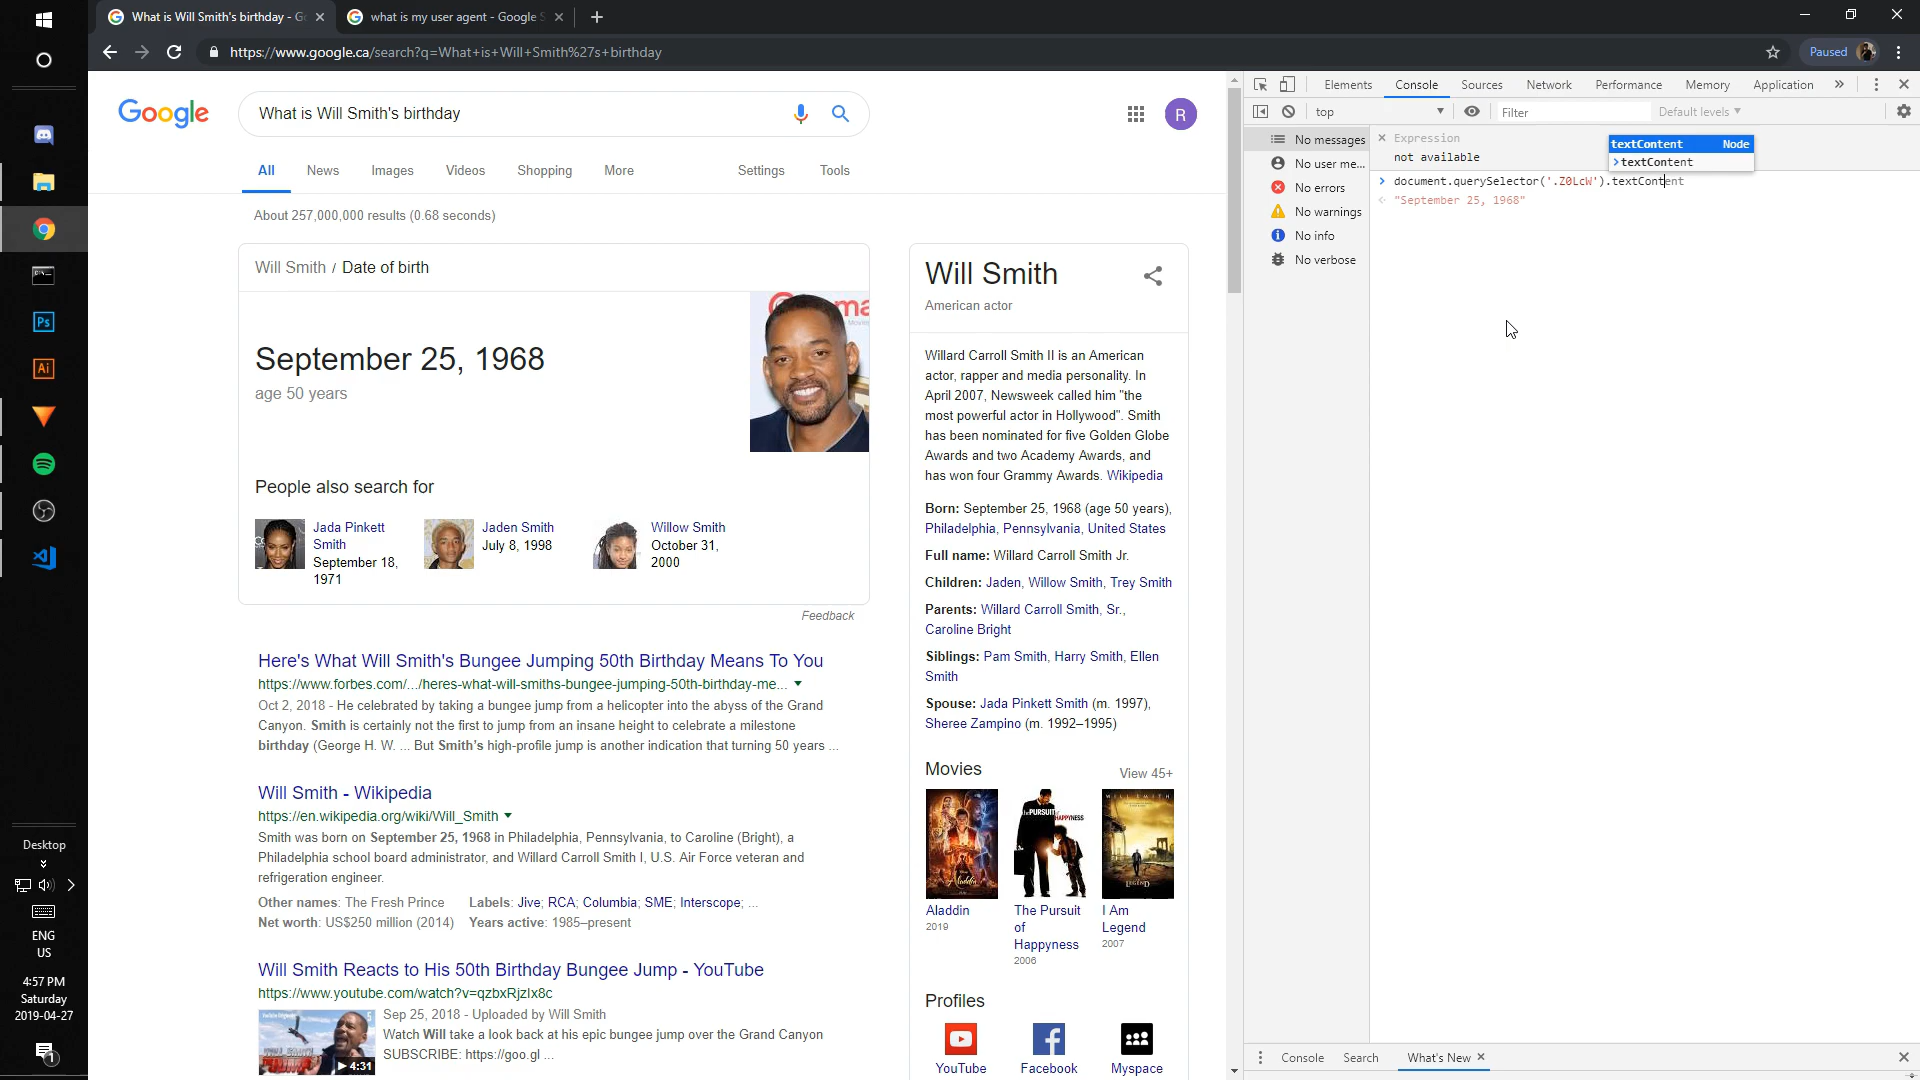 What is Will Smith's birthday - G
what is my user agent - Google S
https://www.google.ca/search?q=What+is+Will+Smith%27s+birthday
Paused
Google
What is Will Smith's birthday
R
All
News
Images
Videos
Shopping
More
Settings
Tools
About 257,000,000 results (0.68 seconds)
Will Smith / Date of birth
September 25, 1968
age 50 years
People also search for
Jada Pinkett
Smith
September 18,
1971
Jaden Smith
July 8, 1998
Willow Smith
October 31,
2000
Feedback
Here's What Will Smith's Bungee Jumping 50th Birthday Means To You
https://www.forbes.com/.../heres-what-will-smiths-bungee-jumping-50th-birthday-me...
Oct 2, 2018 - He celebrated by taking a bungee jump from a helicopter into the abyss of the Grand
Canyon. Smith is certainly not the first to jump from an insane height to celebrate a milestone
birthday (George H. W. ... But Smith's high-profile jump is another indication that turning 50 years ...
Will Smith - Wikipedia
https://en.wikipedia.org/wiki/Will_Smith
Smith was born on September 25, 1968 in Philadelphia, Pennsylvania, to Caroline (Bright), a
Philadelphia school board administrator, and Willard Carroll Smith I, U.S. Air Force veteran and
refrigeration engineer.
Other names: The Fresh Prince
Labels: Jive; RCA; Columbia; SME; Interscope; ...
Net worth: US$250 million (2014)
Years active: 1985–present
Will Smith Reacts to His 50th Birthday Bungee Jump - YouTube
https://www.youtube.com/watch?v=qzbxRjzIx8c
Sep 25, 2018 - Uploaded by Will Smith
Watch Will take a look back at his epic bungee jump over the Grand Canyon
SUBSCRIBE: https://goo.gl ...
4:31
Will Smith
American actor
Willard Carroll Smith II is an American
actor, rapper and media personality. In
April 2007, Newsweek called him "the
most powerful actor in Hollywood". Smith
has been nominated for five Golden Globe
Awards and two Academy Awards, and
has won four Grammy Awards. Wikipedia
Born: September 25, 1968 (age 50 years),
Philadelphia, Pennsylvania, United States
Full name: Willard Carroll Smith Jr.
Children: Jaden, Willow Smith, Trey Smith
Parents: Willard Carroll Smith, Sr.,
Caroline Bright
Siblings: Pam Smith, Harry Smith, Ellen
Smith
Spouse: Jada Pinkett Smith (m. 1997),
Sheree Zampino (m. 1992–1995)
Movies
View 45+
Aladdin
WILL SMITH
LEGEND
Aladdin
2019
The Pursuit
of
Happyness
2006
I Am
Legend
2007
Profiles
YouTube
Facebook
Myspace
Elements
Console
Sources
Network
Performance
Memory
Application
top
Filter
Default levels
No messages
No user me...
No errors
No warnings
No info
No verbose
Expression
not available
textContent
Node
textContent
document.querySelector('.Z0LcW').textContent
"September 25, 1968"
Console
Search
What's New
Ps
Ai
Desktop
ENG
US
4:57 PM
Saturday
2019-04-27
1